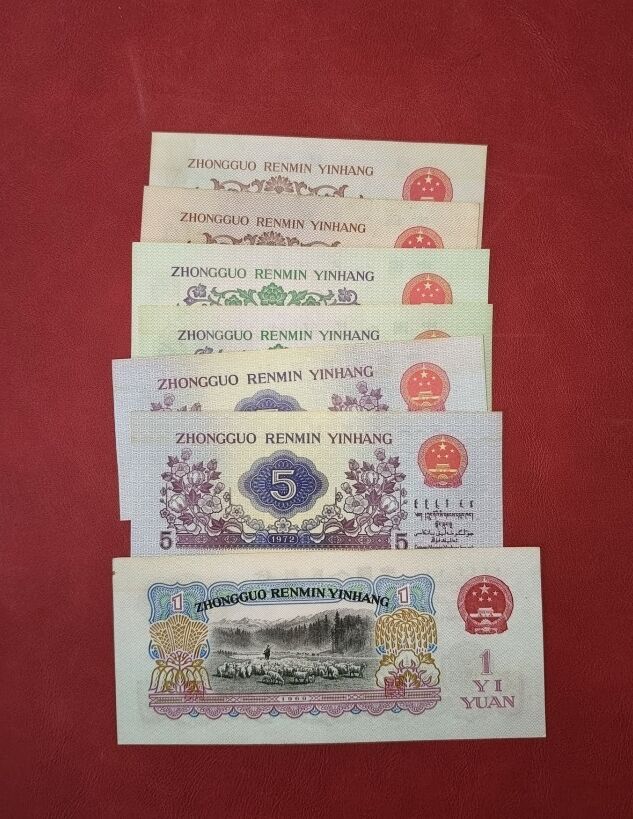 ZHONGGUO RENMIN YINHANG
ZHONGGUO RENMIN YINHANG
ZHONGGUO RENMIN YINHANG
ZHONGGUO RENMIN YINHANG
ZHONGGUO RENMIN YINHANG
ZHONGGUO RENMIN YINHANG
5
5 1972 5
1 ZHONGGUO RENMIN YINHANG 1
1960
1
YI
YUAN